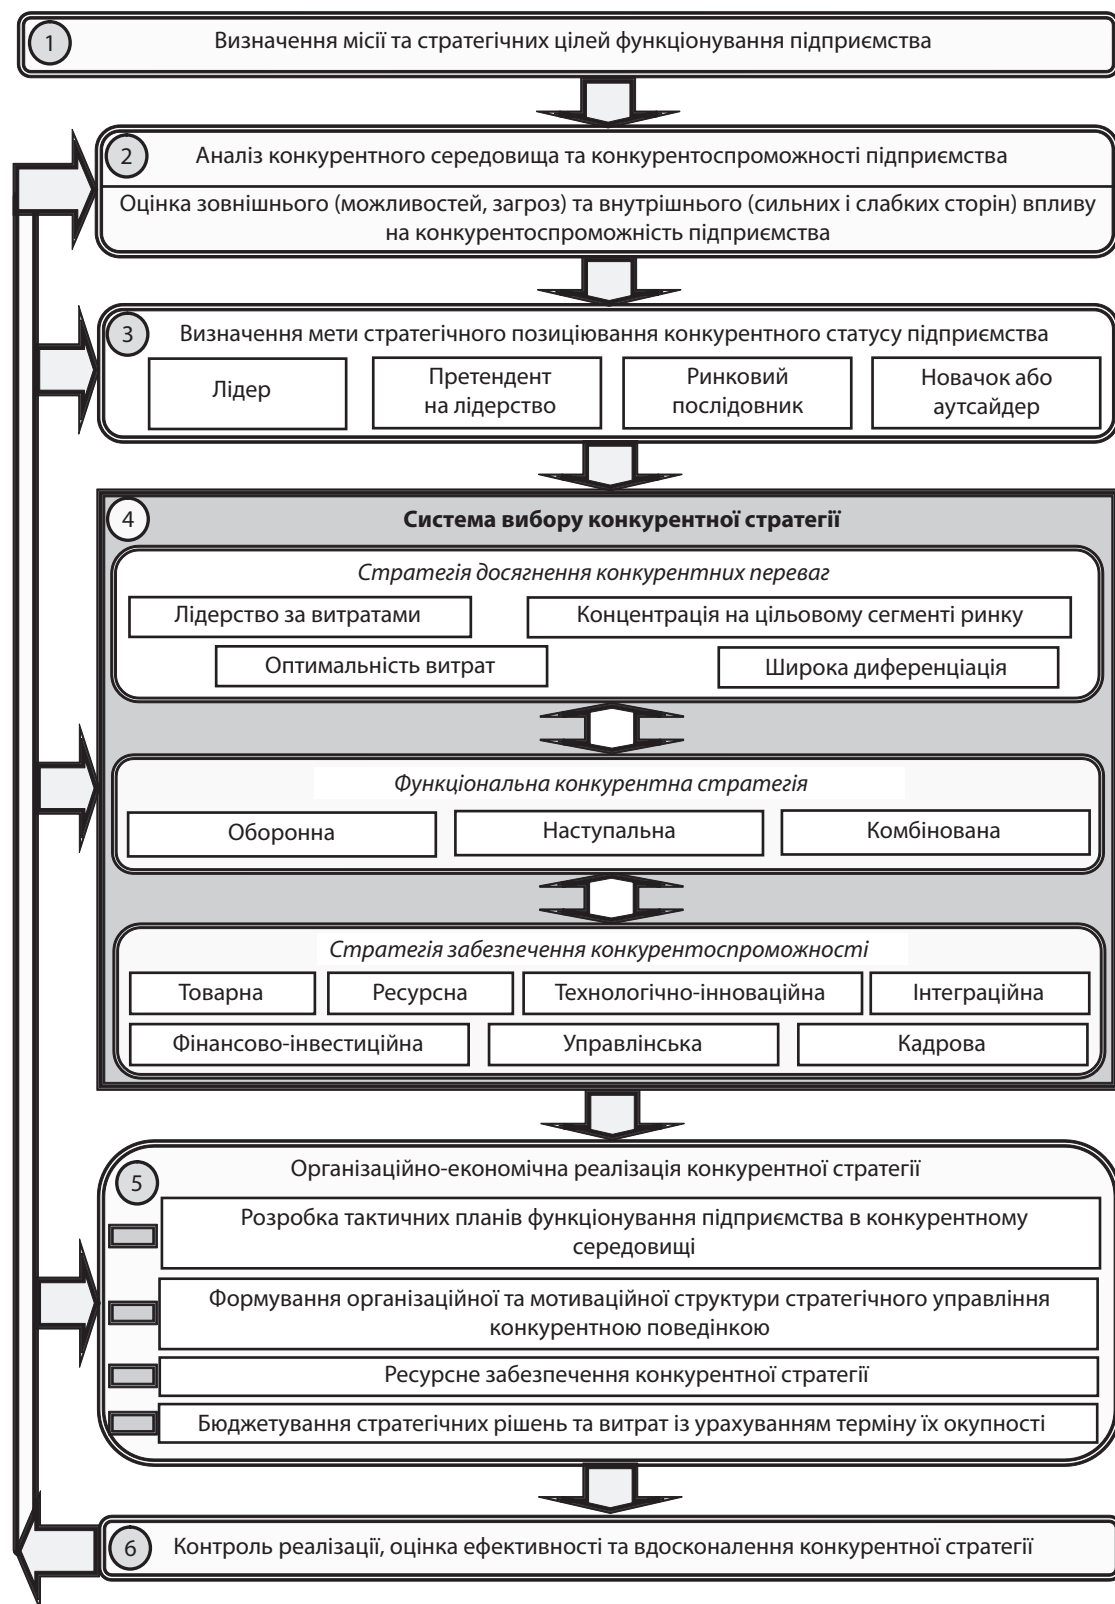 1
Визначення місії та стратегічних цілей функціонування підприємства
2
Аналіз конкурентного середовища та конкурентоспроможності підприємства
Оцінка зовнішнього (можливостей, загроз) та внутрішнього (сильних і слабких сторін) впливу
на конкурентоспроможність підприємства
3
Визначення мети стратегічного позиціювання конкурентного статусу підприємства
Лідер
Претендент
на лідерство
Ринковий
послідовник
Новачок або
аутсайдер
4
Система вибору конкурентної стратегії
Стратегія досягнення конкурентних переваг
Лідерство за витратами
Концентрація на цільовому сегменті ринку
Оптимальність витрат
Широка диференціація
Функціональна конкурентна стратегія
Оборонна
Наступальна
Комбінована
Стратегія забезпечення конкурентоспроможності
Товарна
Ресурсна
Технологічно-інноваційна
Інтеграційна
Фінансово-інвестиційна
Управлінська
Кадрова
5
Організаційно-економічна реалізація конкурентної стратегії
Розробка тактичних планів функціонування підприємства в конкурентному
середовищі
Формування організаційної та мотиваційної структури стратегічного управління
конкурентною поведінкою
Ресурсне забезпечення конкурентної стратегії
Бюджетування стратегічних рішень та витрат із урахуванням терміну їх окупності
6
Контроль реалізації, оцінка ефективності та вдосконалення конкурентної стратегії